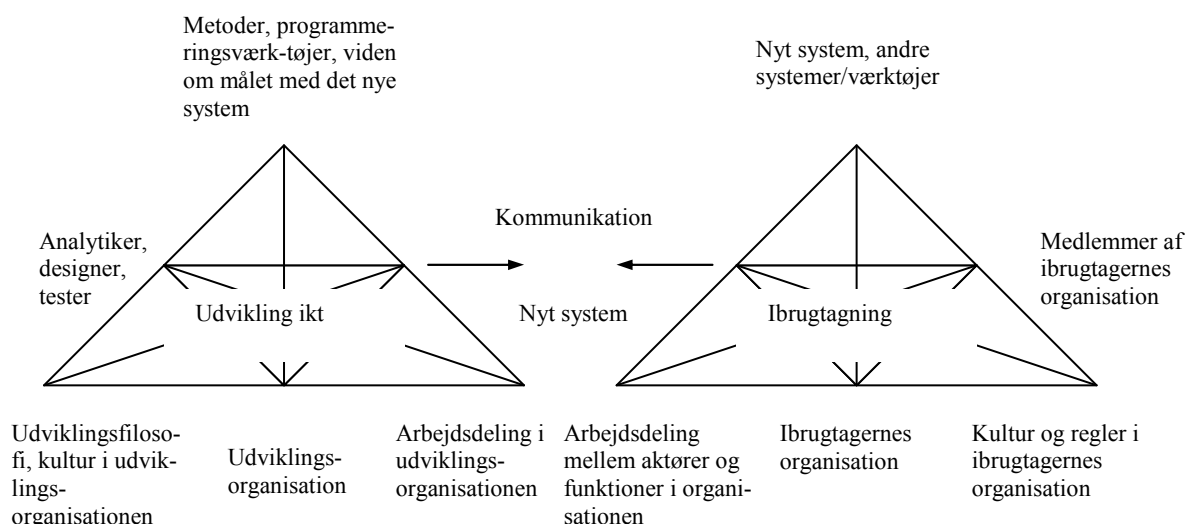 Metoder, programme-
ringsværk-tøjer, viden
om målet med det nye
system
Nyt system, andre
systemer/værktøjer
Kommunikation
Analytiker,
designer,
tester
Medlemmer af
ibrugtagernes
organisation
Udvikling ikt
Nyt system
Ibrugtagning
Udviklingsfiloso-
fi, kultur i udvik-
lings-
organisationen
Udviklings-
organisation
Arbejdsdeling i
udviklings-
organisationen
Arbejdsdeling
mellem aktører og
funktioner i organi-
sationen
Ibrugtagernes
organisation
Kultur og regler i
ibrugtagernes
organisation